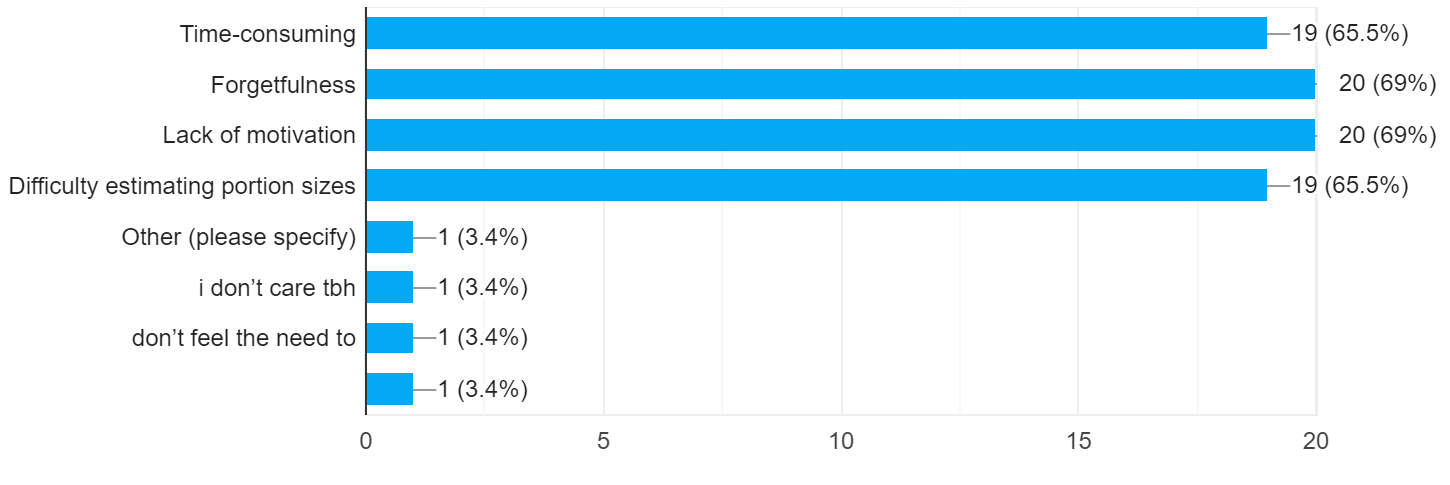 Time-consuming 19 (65.5%)
Forgetfulness 20 (69%)
Lack of motivation 20 (69%)
Difficulty estimating portion sizes 19 (65.5%)
Other (please specify) 1 (3.4%)
i don’t care tbh 1 (3.4%)
don’t feel the need to 1 (3.4%)
1 (3.4%)
0 5 10 15 20